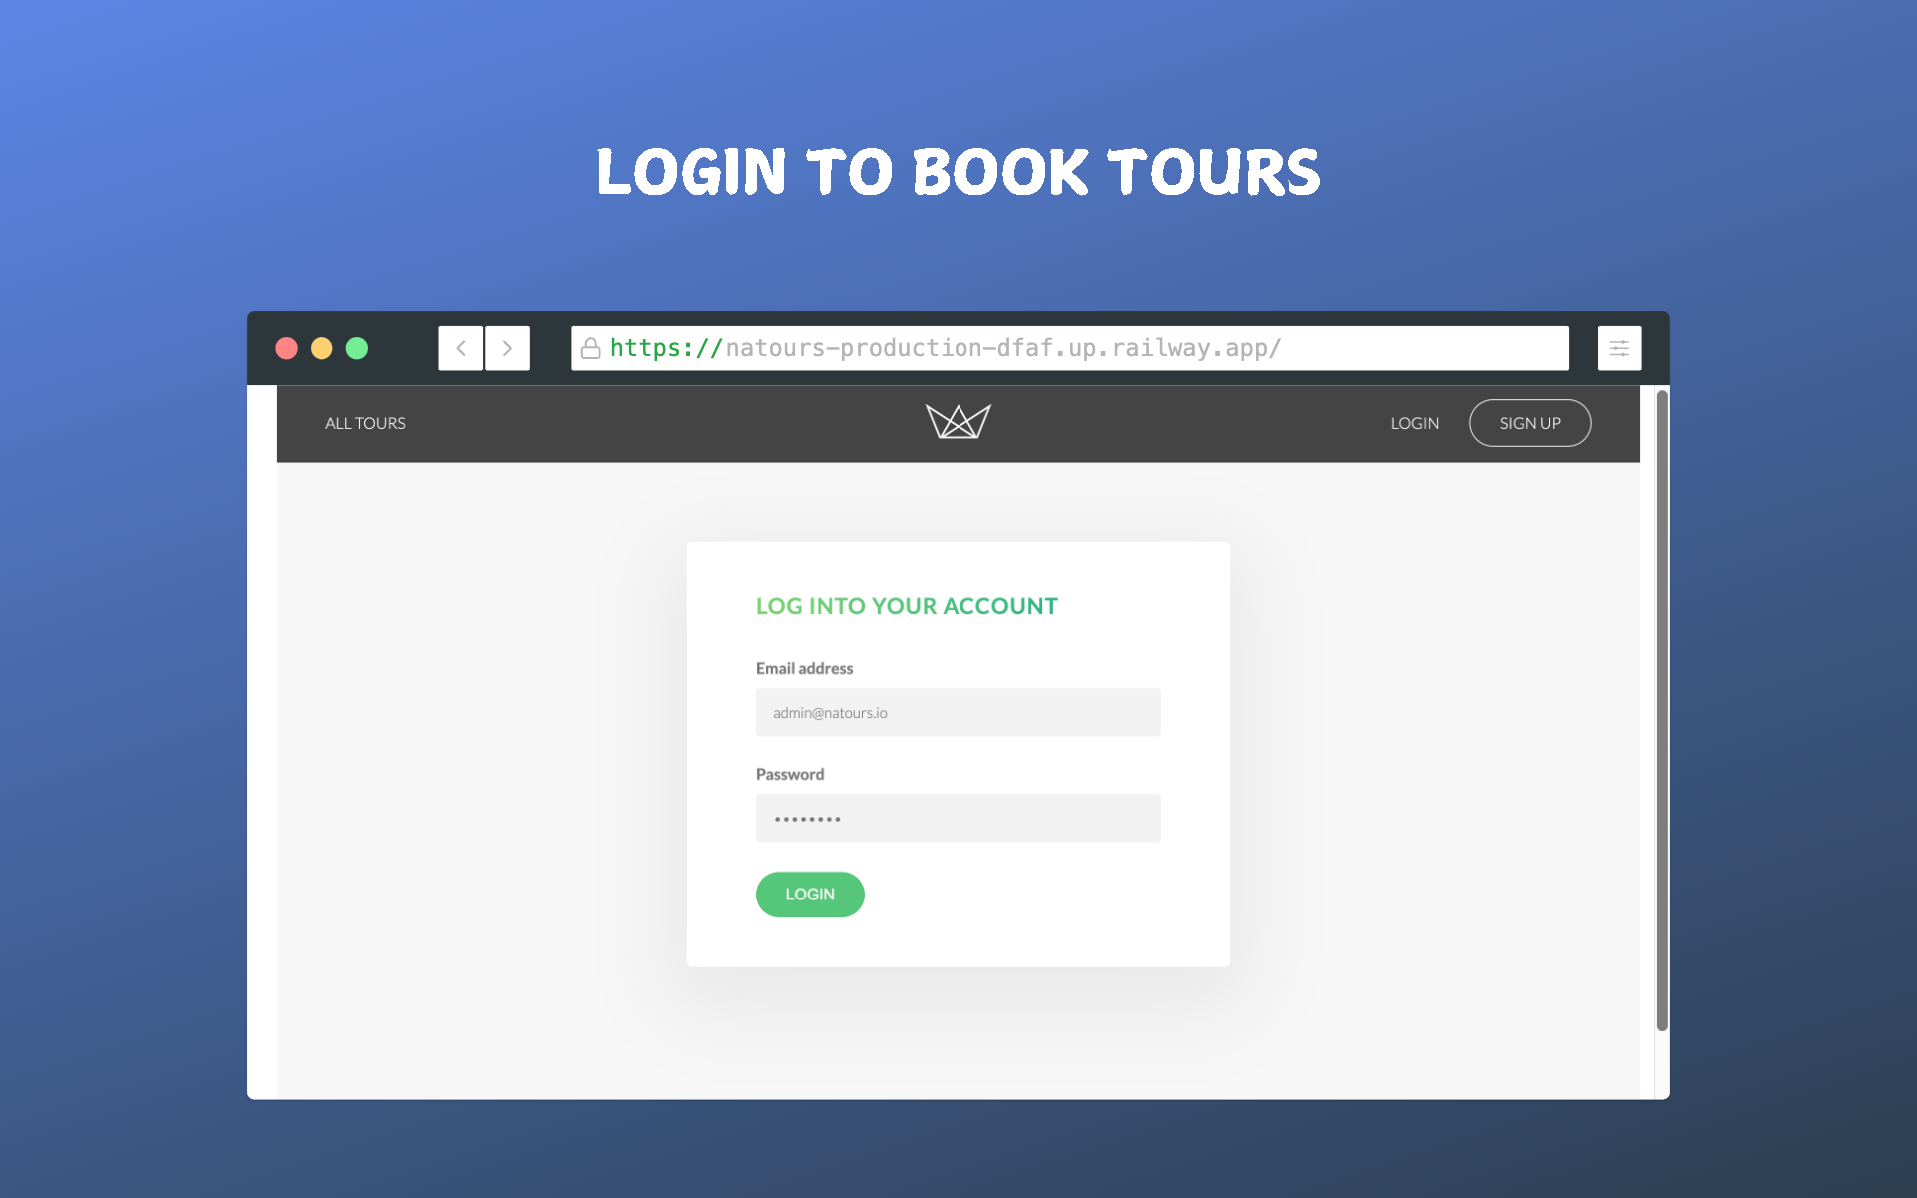 LOGIN TO BOOK TOURS
https://natours-production-dfaf.up.railway.app/
ALL TOURS
LOGIN
SIGN UP
LOG INTO YOUR ACCOUNT
Email address
admin@natours.io
Password
••••••••
LOGIN